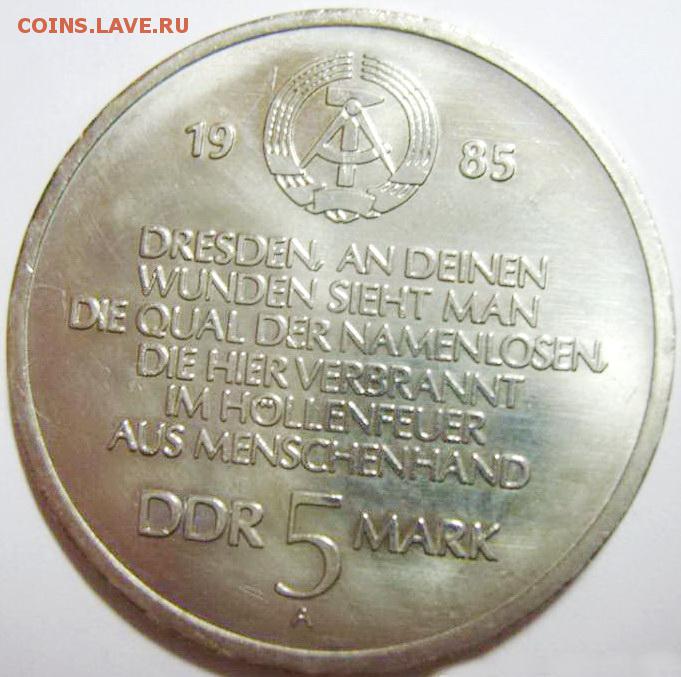 COINS.LAVE.RU
19 85
DRESDEN, AN DEINEN
WUNDEN SIEHT MAN
DIE QUAL DER NAMENLOSEN,
DIE HIER VERBRANNT
IM HÖLLENFEUER
AUS MENSCHENHAND
DDR 5 MARK
A